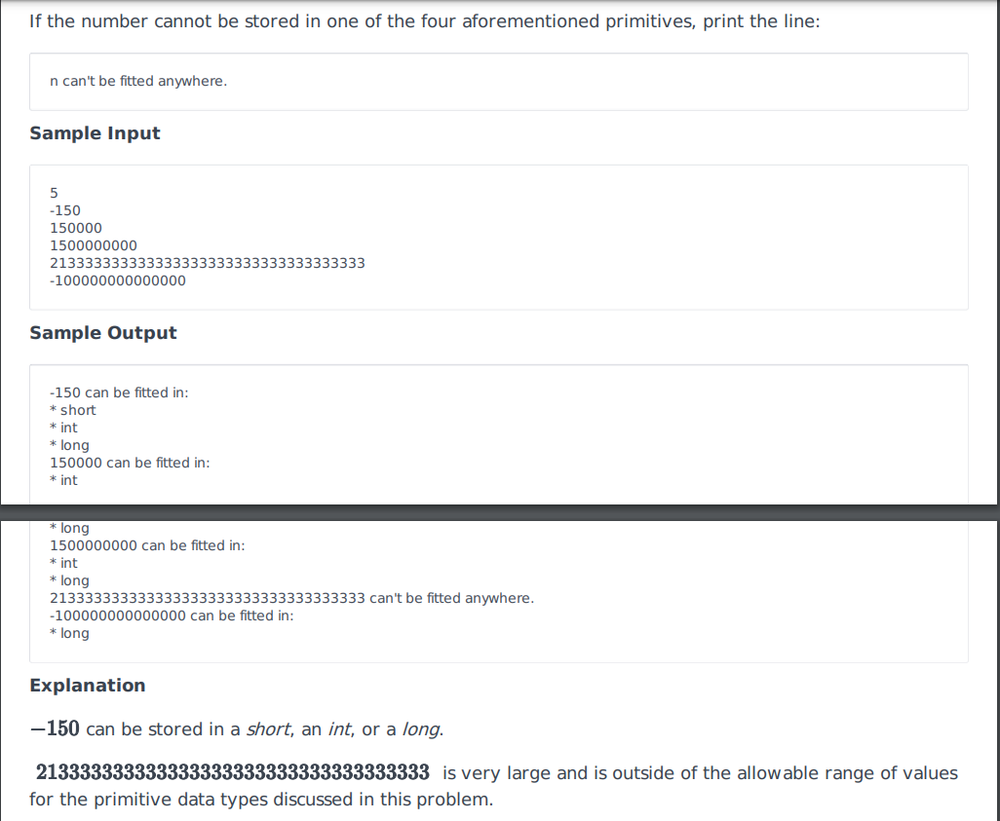 If the number cannot be stored in one of the four aforementioned primitives, print the line:
n can't be fitted anywhere.
Sample Input
5
-150
150000
1500000000
213333333333333333333333333333333333
-100000000000000
Sample Output
-150 can be fitted in:
* short
* int
* long
150000 can be fitted in:
* int
* long
1500000000 can be fitted in:
* int
* long
213333333333333333333333333333333333 can't be fitted anywhere.
-100000000000000 can be fitted in:
* long
Explanation
−150 can be stored in a short, an int, or a long.
213333333333333333333333333333333333 is very large and is outside of the allowable range of values
for the primitive data types discussed in this problem.